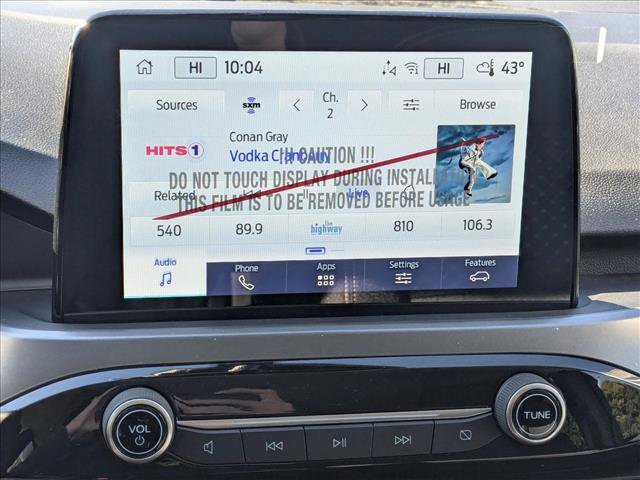 HI 10:04 HI 43°
Sources sxm Ch. 2 Browse
HITS 1
Conan Gray
Vodka Cranberry
!!! CAUTION !!!
DO NOT TOUCH DISPLAY DURING INSTALLATION
Related Live
THIS FILM IS TO BE REMOVED BEFORE USAGE
540 89.9 the highway 810 106.3
Audio Phone Apps Settings Features
VOL TUNE